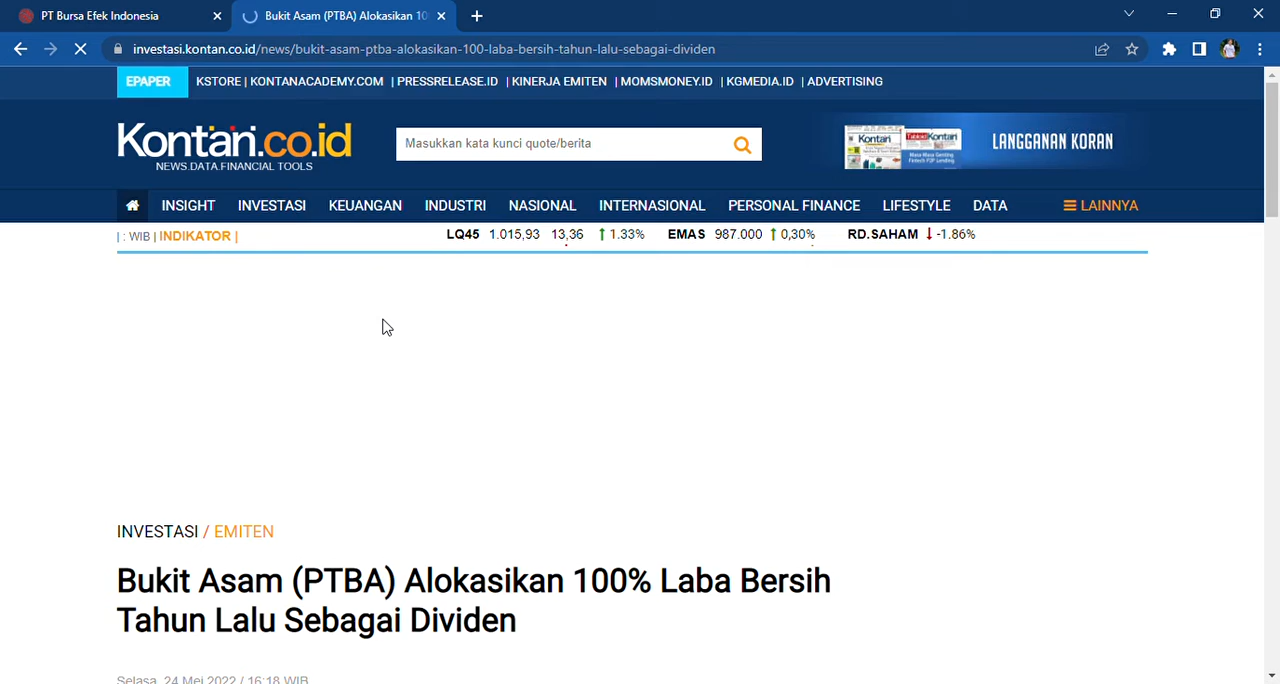 PT Bursa Efek Indonesia
Bukit Asam (PTBA) Alokasikan 10
investasi.kontan.co.id/news/bukit-asam-ptba-alokasikan-100-laba-bersih-tahun-lalu-sebagai-dividen
EPAPER KSTORE | KONTANACADEMY.COM | PRESSRELEASE.ID | KINERJA EMITEN | MOMSMONEY.ID | KGMEDIA.ID | ADVERTISING
Kontan.co.id
NEWS.DATA.FINANCIAL TOOLS
Masukkan kata kunci quote/berita
Kontan
Kontan
LANGGANAN KORAN
INSIGHT INVESTASI KEUANGAN INDUSTRI NASIONAL INTERNASIONAL PERSONAL FINANCE LIFESTYLE DATA LAINNYA
| : WIB | INDIKATOR | LQ45 1.015,93 13,36 1.33% EMAS 987.000 0,30% RD.SAHAM -1.86%
INVESTASI / EMITEN
Bukit Asam (PTBA) Alokasikan 100% Laba Bersih
Tahun Lalu Sebagai Dividen
Selasa, 24 Mei 2022 / 16:18 WIB